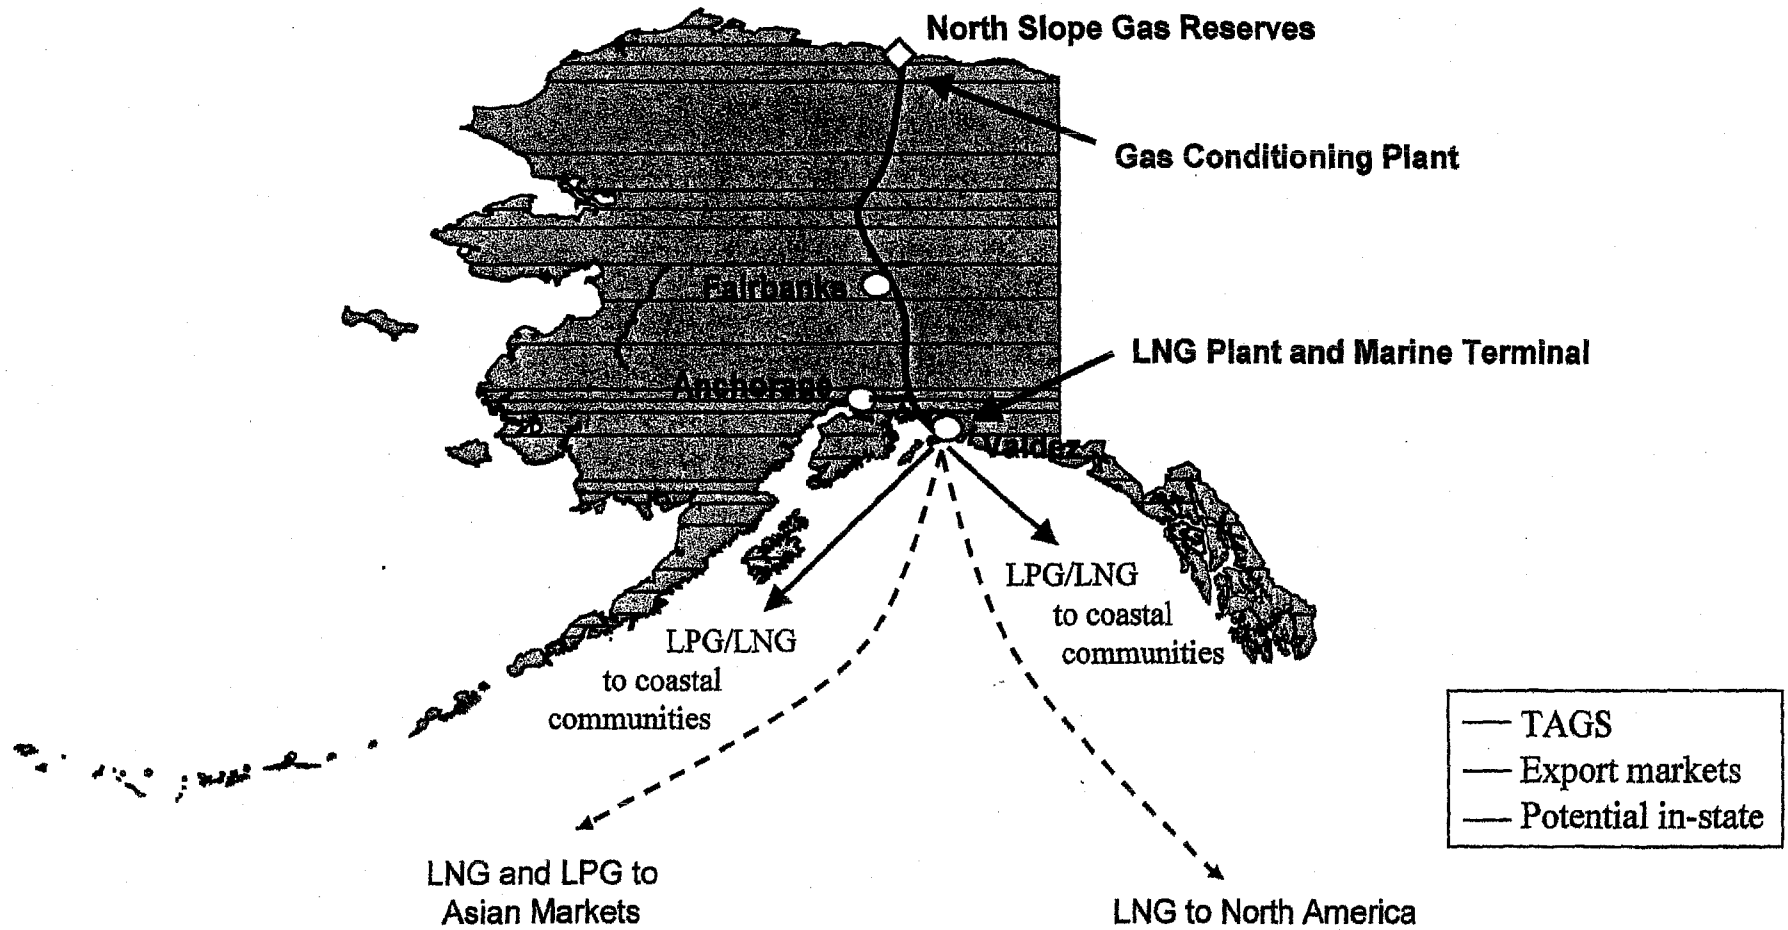 North Slope Gas Reserves
Gas Conditioning Plant
Fairbanks
LNG Plant and Marine Terminal
Anchorage
Valdez
LPG/LNG
to coastal
communities
LPG/LNG
to coastal
communities
TAGS
Export markets
Potential in-state
LNG and LPG to
Asian Markets
LNG to North America